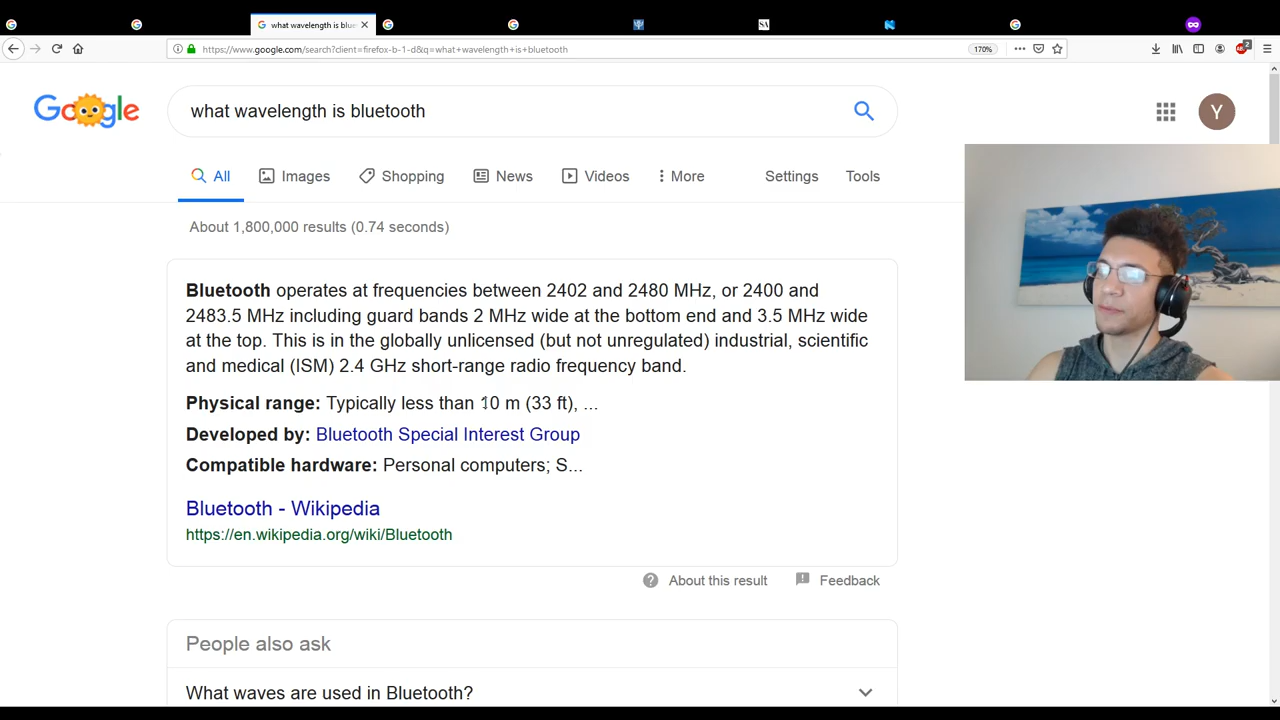 what wavelength is blue
https://www.google.com/search?client=firefox-b-1-d&q=what+wavelength+is+bluetooth
170%
2
Google
what wavelength is bluetooth
Y
All
Images
Shopping
News
Videos
More
Settings
Tools
About 1,800,000 results (0.74 seconds)
Bluetooth operates at frequencies between 2402 and 2480 MHz, or 2400 and
2483.5 MHz including guard bands 2 MHz wide at the bottom end and 3.5 MHz wide
at the top. This is in the globally unlicensed (but not unregulated) industrial, scientific
and medical (ISM) 2.4 GHz short-range radio frequency band.
Physical range: Typically less than 10 m (33 ft), ...
Developed by: Bluetooth Special Interest Group
Compatible hardware: Personal computers; S...
Bluetooth - Wikipedia
https://en.wikipedia.org/wiki/Bluetooth
About this result
Feedback
People also ask
What waves are used in Bluetooth?